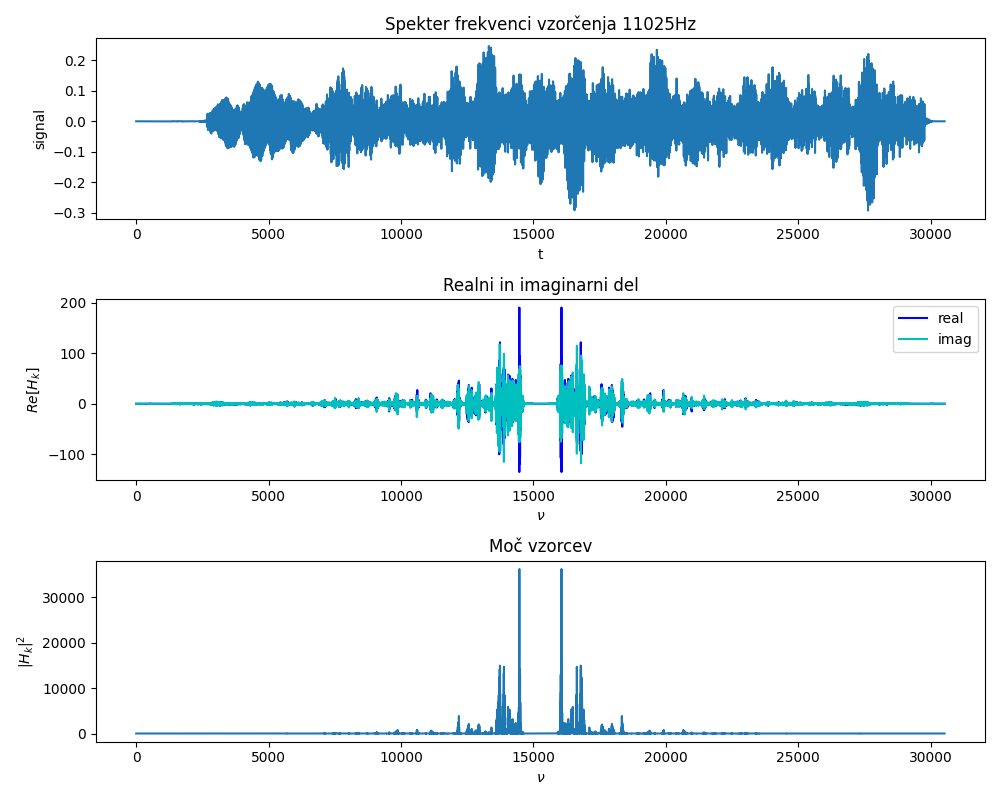 Spekter frekvenci vzorčenja 11025Hz
signal
0.2
0.1
0.0
−0.1
−0.2
−0.3
0 5000 10000 15000 20000 25000 30000
t
Realni in imaginarni del
Re[H_k]
200
100
0
−100
real
imag
0 5000 10000 15000 20000 25000 30000
ν
Moč vzorcev
|H_k|^2
30000
20000
10000
0
0 5000 10000 15000 20000 25000 30000
ν